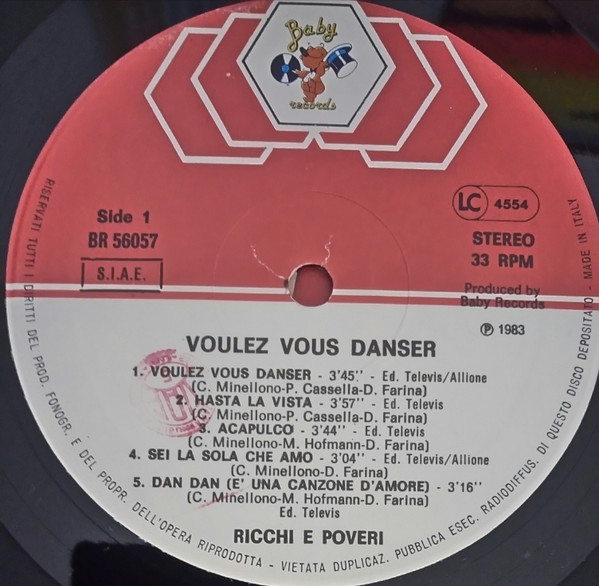 Baby
records
Side 1
BR 56057
S.I.A.E.
LC 4554
STEREO
33 RPM
Produced by
Baby Records
℗ 1983
VOULEZ VOUS DANSER
1. VOULEZ VOUS DANSER - 3'45'' - Ed. Televis/Allione
(C. Minellono-P. Cassella-D. Farina)
2. HASTA LA VISTA - 3'57'' - Ed. Televis
(C. Minellono-P. Cassella-D. Farina)
3. ACAPULCO - 3'44'' - Ed. Televis
(C. Minellono-M. Hofmann-D. Farina)
4. SEI LA SOLA CHE AMO - 3'04'' - Ed. Televis/Allione
(C. Minellono-D. Farina)
5. DAN DAN (E' UNA CANZONE D'AMORE) - 3'16''
(C. Minellono-M. Hofmann-D. Farina)
Ed. Televis
RICCHI E POVERI
RISERVATI TUTTI I DIRITTI DEL PROD. FONOGR. E DEL PROPR. DELL'OPERA RIPRODOTTA - VIETATA DUPLICAZ. PUBBLICA ESEC. RADIODIFFUS. DI QUESTO DISCO DEPOSITATO - MADE IN ITALY